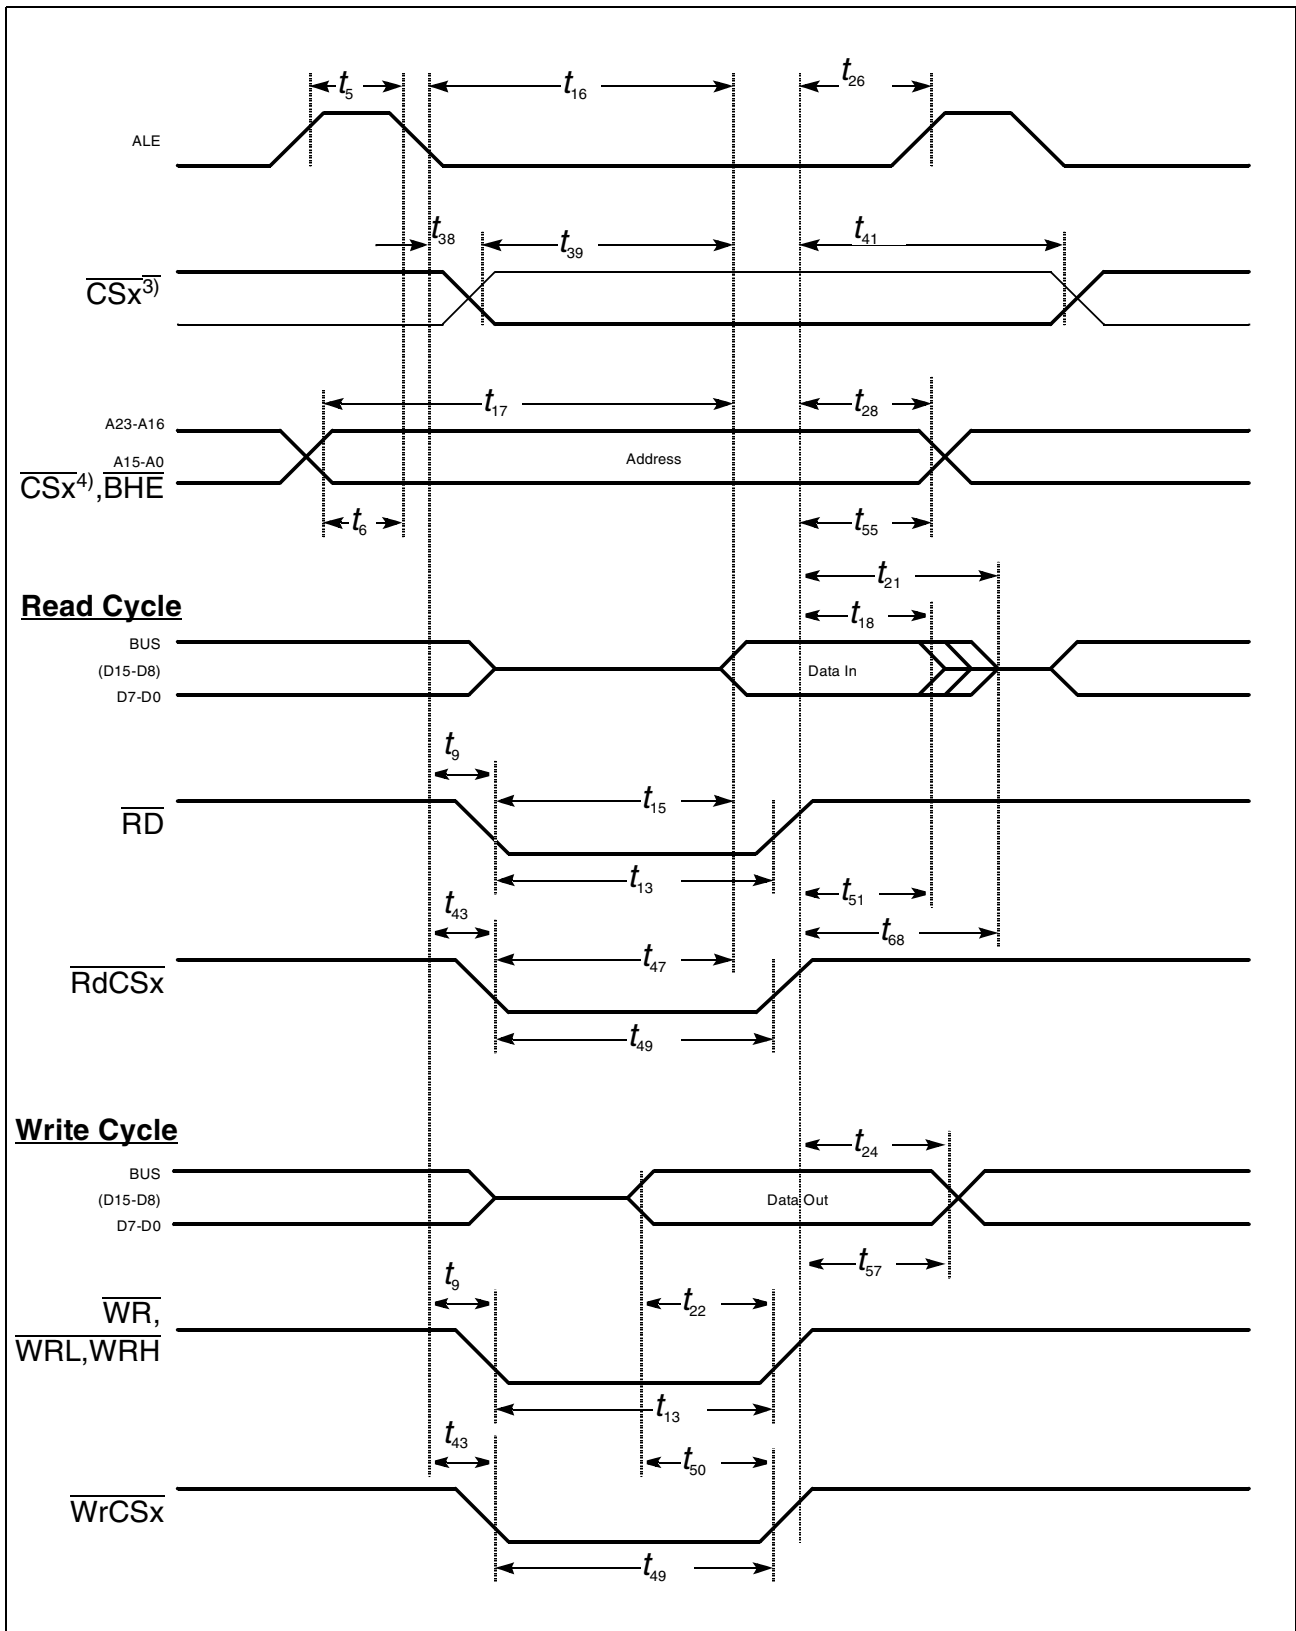 t5 t16 t26
ALE
t38 t39 t41
CSx3)
t17 t28
A23-A16
A15-A0 Address
CSx4),BHE
t6 t55
t21
Read Cycle t18
BUS
(D15-D8) Data In
D7-D0
t9
t15
RD
t13 t51
t43 t68
t47
RdCSx
t49
Write Cycle
t24
BUS
(D15-D8) Data Out
D7-D0
t57
t9
WR, t22
WRL,WRH
t13
t43 t50
WrCSx
t49